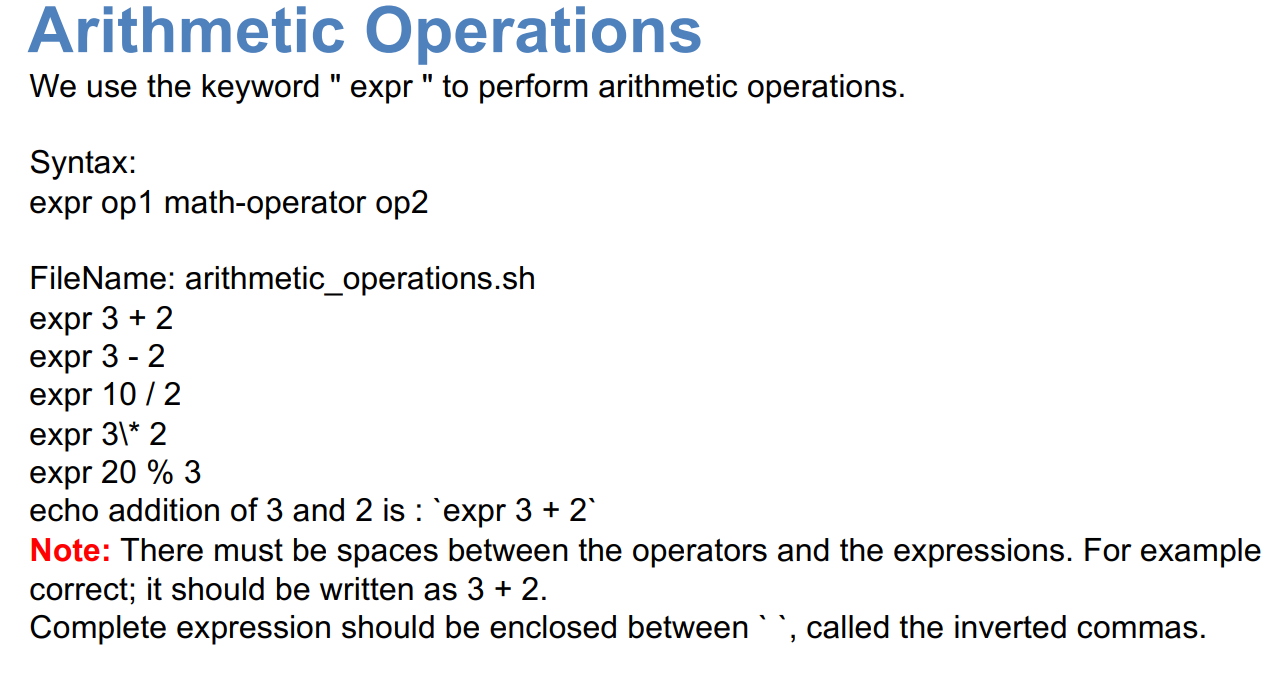 Arithmetic Operations
We use the keyword " expr " to perform arithmetic operations.
Syntax:
expr op1 math-operator op2
FileName: arithmetic_operations.sh
expr 3 + 2
expr 3 - 2
expr 10 / 2
expr 3\* 2
expr 20 % 3
echo addition of 3 and 2 is : `expr 3 + 2`
Note: There must be spaces between the operators and the expressions. For example
correct; it should be written as 3 + 2.
Complete expression should be enclosed between ` `, called the inverted commas.